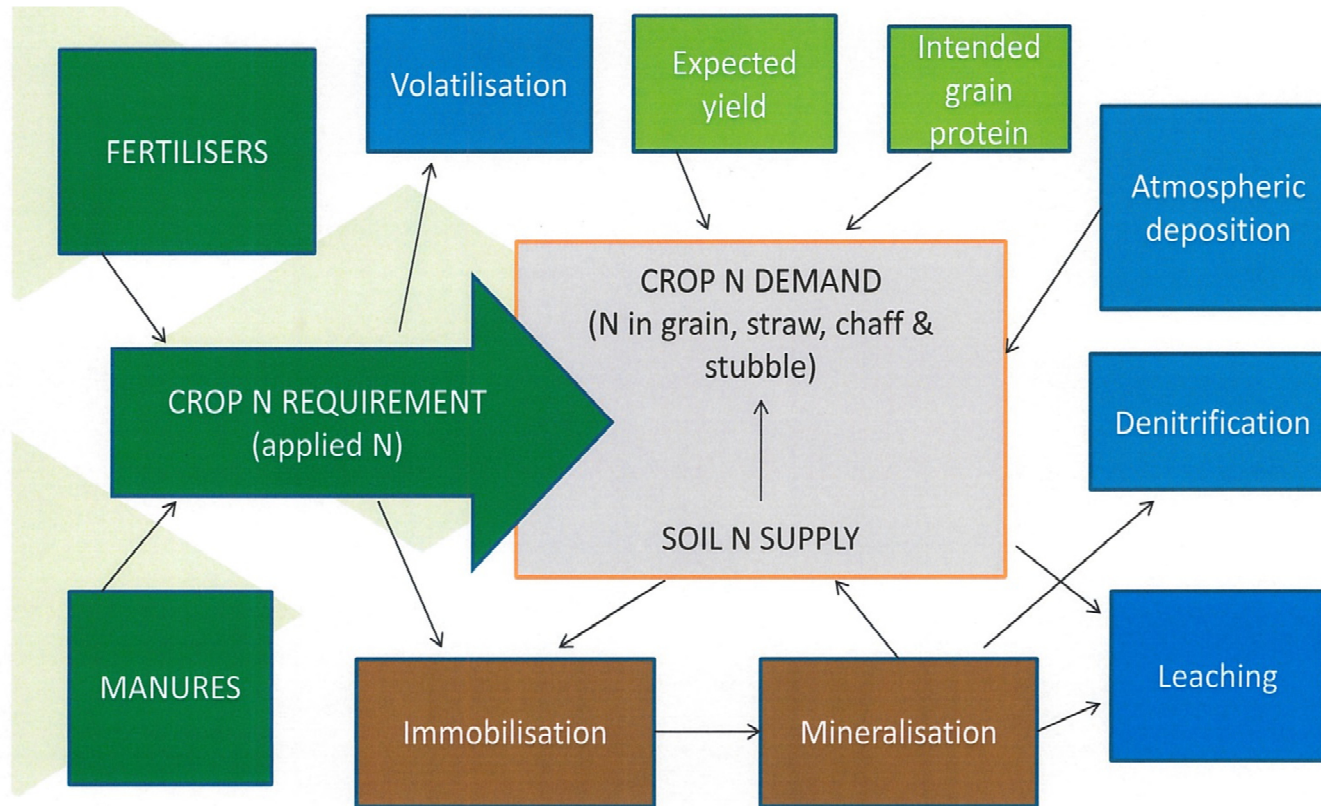 FERTILISERS
Volatilisation
Expected
yield
Intended
grain
protein
Atmospheric
deposition
CROP N DEMAND
(N in grain, straw, chaff &
stubble)
CROP N REQUIREMENT
(applied N)
Denitrification
SOIL N SUPPLY
MANURES
Immobilisation
Mineralisation
Leaching